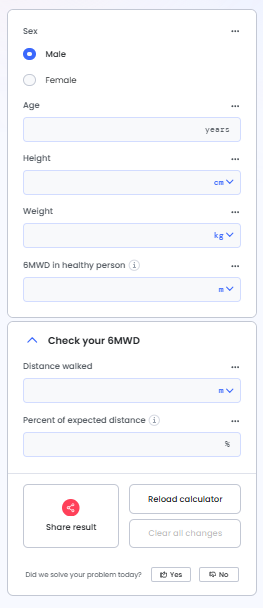 Sex ...
Male
Female
Age ...
years
Height ...
cm
Weight ...
kg
6MWD in healthy person i ...
m
Check your 6MWD
Distance walked ...
m
Percent of expected distance i ...
%
Share result
Reload calculator
Clear all changes
Did we solve your problem today? Yes No